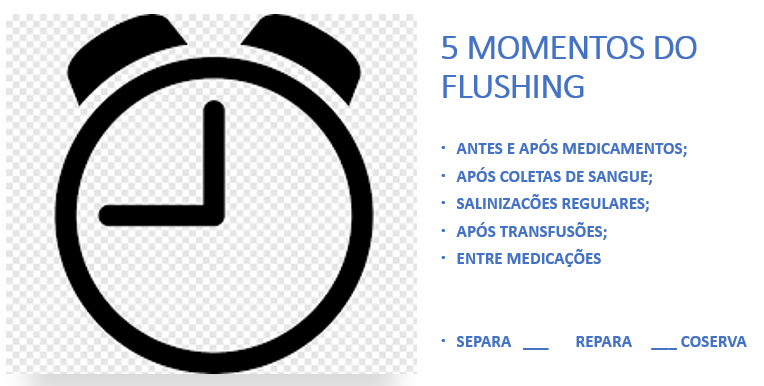 5 MOMENTOS DO
FLUSHING
• ANTES E APÓS MEDICAMENTOS;
• APÓS COLETAS DE SANGUE;
• SALINIZACÕES REGULARES;
• APÓS TRANSFUSÕES;
• ENTRE MEDICAÇÕES
• SEPARA ___ REPARA ___ COSERVA